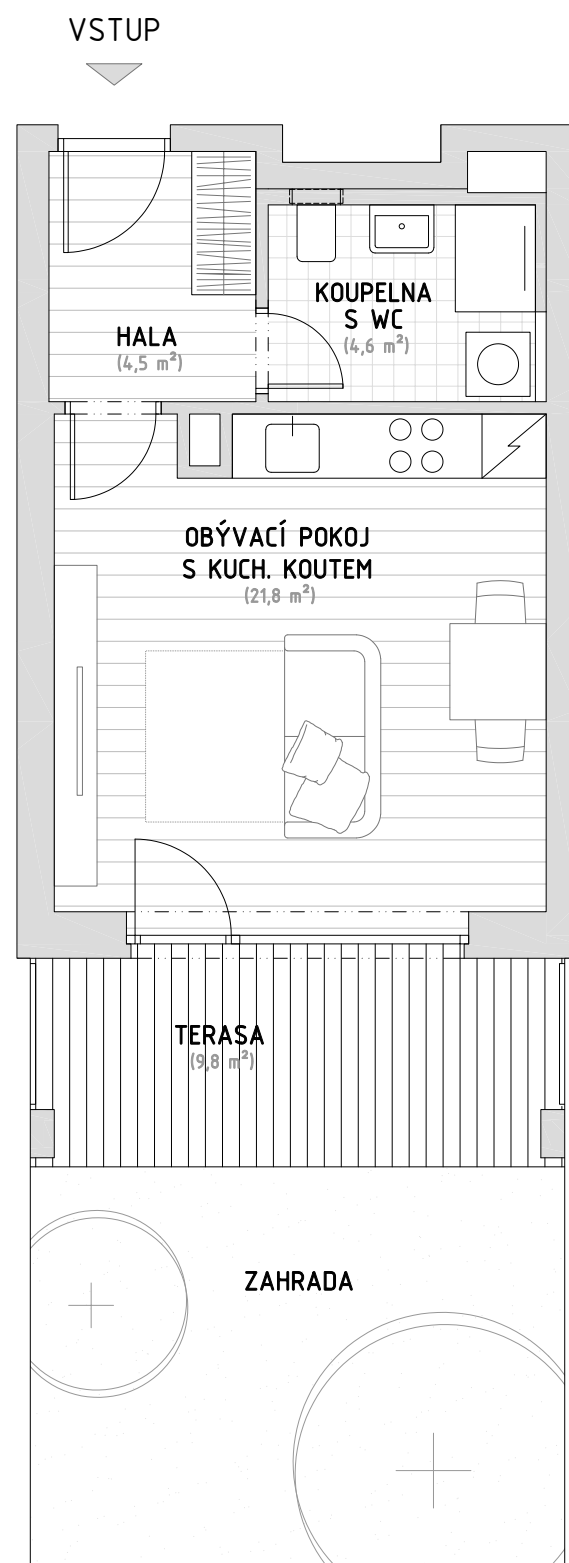 VSTUP
KOUPELNA
S WC
(4,6 m²)
HALA
(4,5 m²)
OBÝVACÍ POKOJ
S KUCH. KOUTEM
(21,8 m²)
TERASA
(9,8 m²)
ZAHRADA